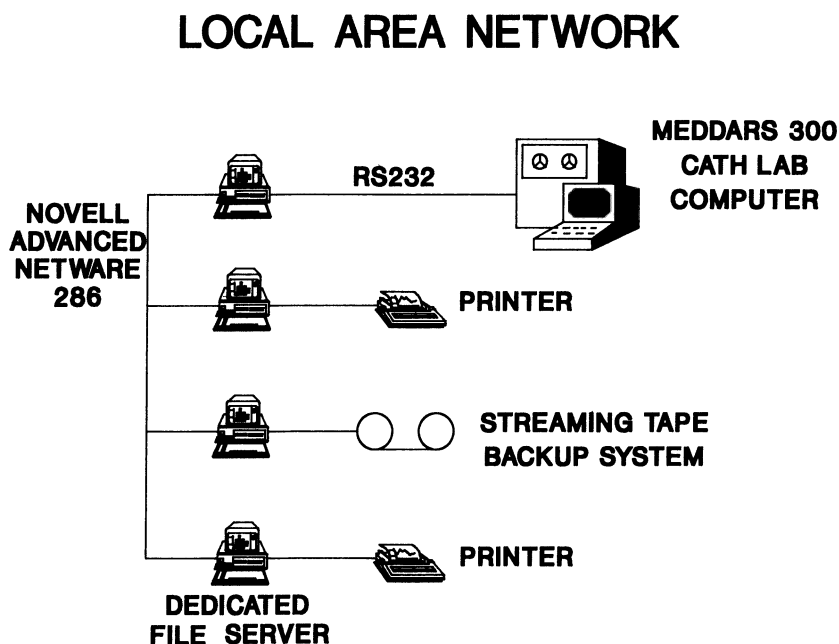 LOCAL AREA NETWORK
MEDDARS 300
CATH LAB
COMPUTER
RS232
NOVELL
ADVANCED
NETWARE
286
PRINTER
STREAMING TAPE
BACKUP SYSTEM
PRINTER
DEDICATED
FILE SERVER